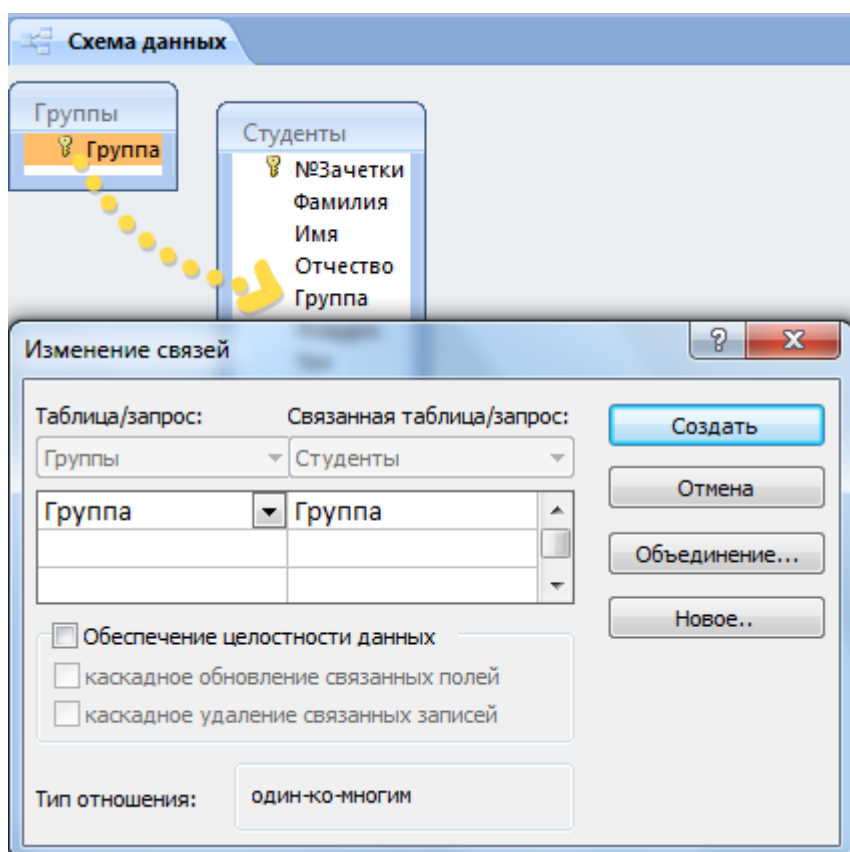 Схема данных
Группы
Группа
Студенты
№Зачетки
Фамилия
Имя
Отчество
Группа
Изменение связей
?
Таблица/запрос: Связанная таблица/запрос:
Группы Студенты
Группа Группа
Создать
Отмена
Объединение...
Новое..
Обеспечение целостности данных
каскадное обновление связанных полей
каскадное удаление связанных записей
Тип отношения: один-ко-многим